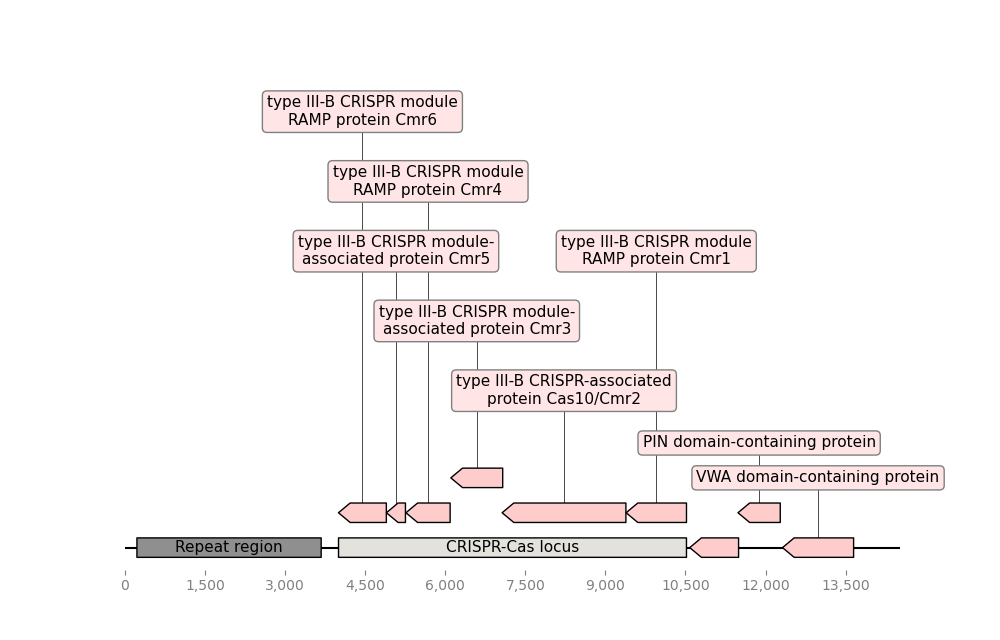 type III-B CRISPR module
RAMP protein Cmr6
type III-B CRISPR module
RAMP protein Cmr4
type III-B CRISPR module-
associated protein Cmr5
type III-B CRISPR module
RAMP protein Cmr1
type III-B CRISPR module-
associated protein Cmr3
type III-B CRISPR-associated
protein Cas10/Cmr2
PIN domain-containing protein
VWA domain-containing protein
Repeat region
CRISPR-Cas locus
0 1,500 3,000 4,500 6,000 7,500 9,000 10,500 12,000 13,500